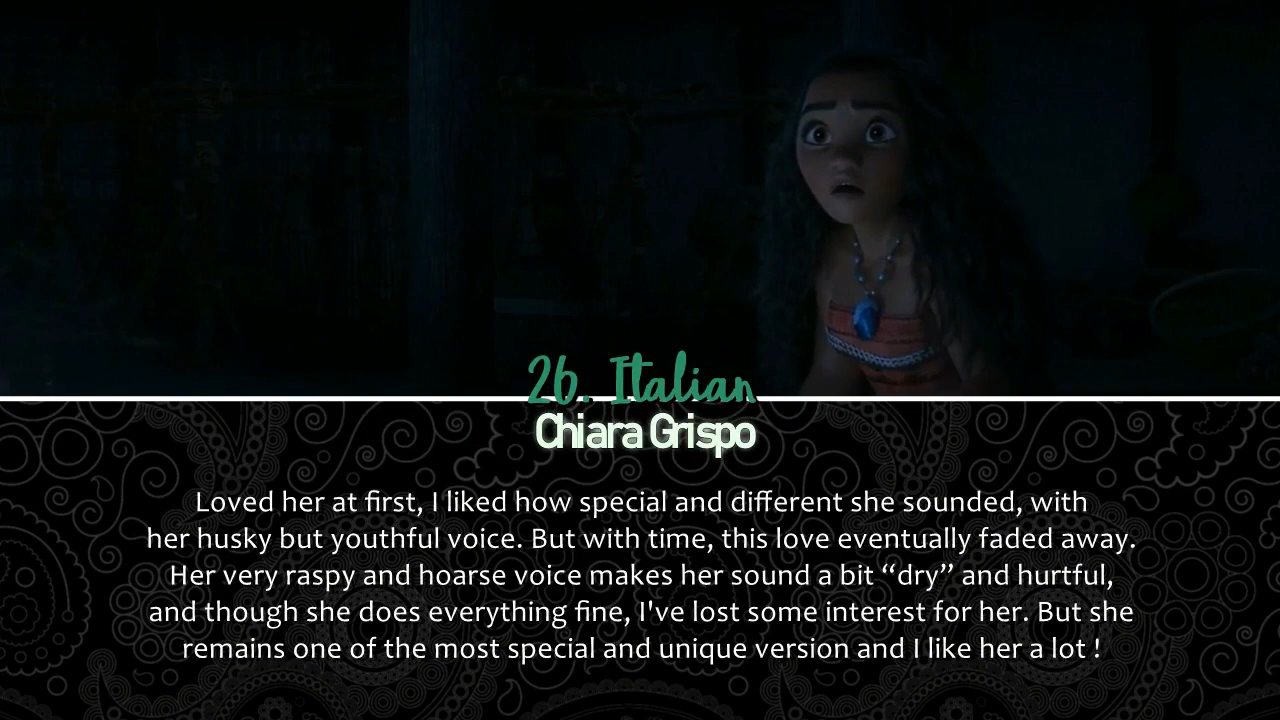 26. Italian
Chiara Grispo
Loved her at first, I liked how special and different she sounded, with
her husky but youthful voice. But with time, this love eventually faded away.
Her very raspy and hoarse voice makes her sound a bit “dry” and hurtful,
and though she does everything fine, I've lost some interest for her. But she
remains one of the most special and unique version and I like her a lot !